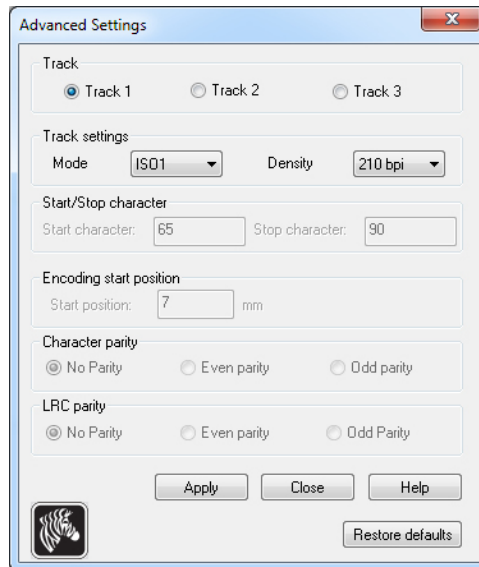 Advanced Settings
Track
Track 1 Track 2 Track 3
Track settings
Mode ISO1 Density 210 bpi
Start/Stop character
Start character: 65 Stop character: 90
Encoding start position
Start position: 7 mm
Character parity
No Parity Even parity Odd parity
LRC parity
No Parity Even parity Odd Parity
Apply Close Help
Restore defaults